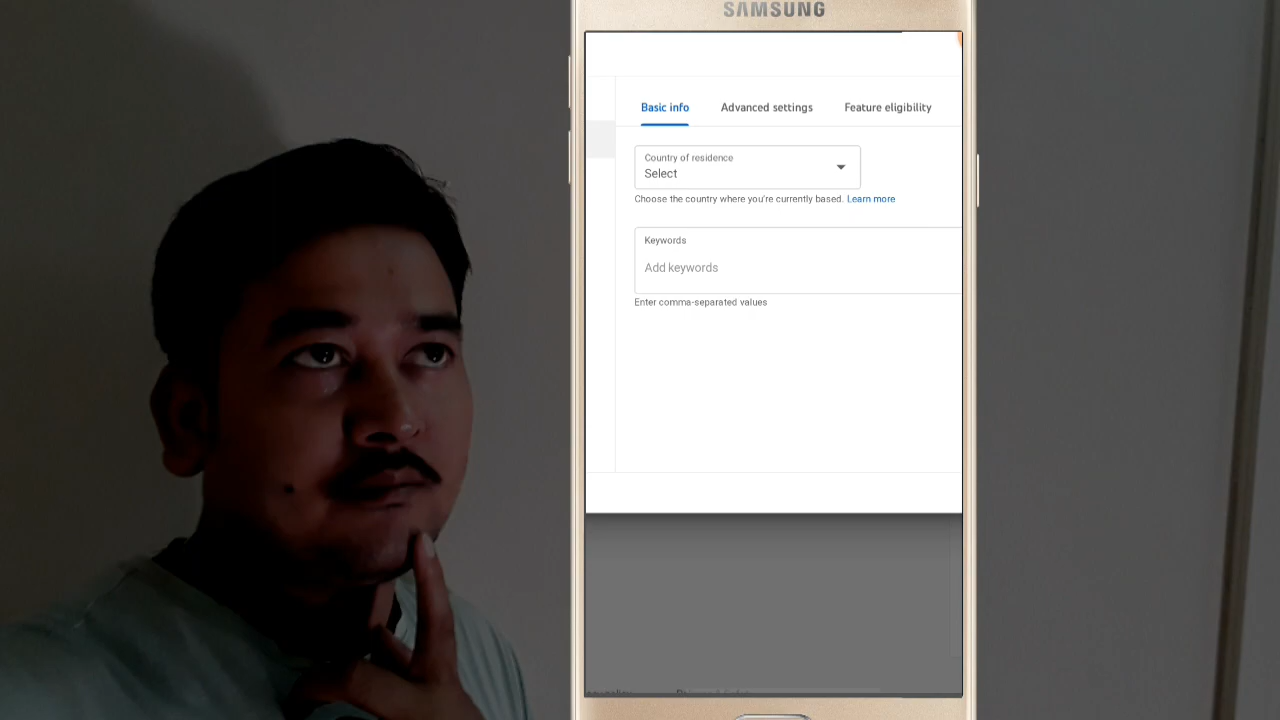 SAMSUNG
Basic info Advanced settings Feature eligibility
Country of residence
Select
Choose the country where you're currently based. Learn more
Keywords
Add keywords
Enter comma-separated values